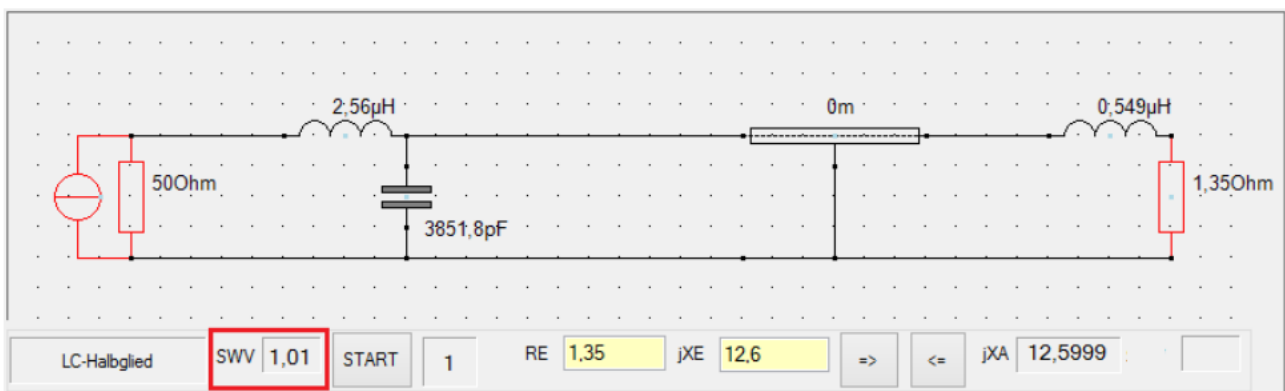 2,56µH
0m
0,549µH
50Ohm
1,35Ohm
3851,8pF
LC-Halbglied
SWV 1,01
START
1
RE 1,35
jXE 12,6
=>
<=
jXA 12,5999